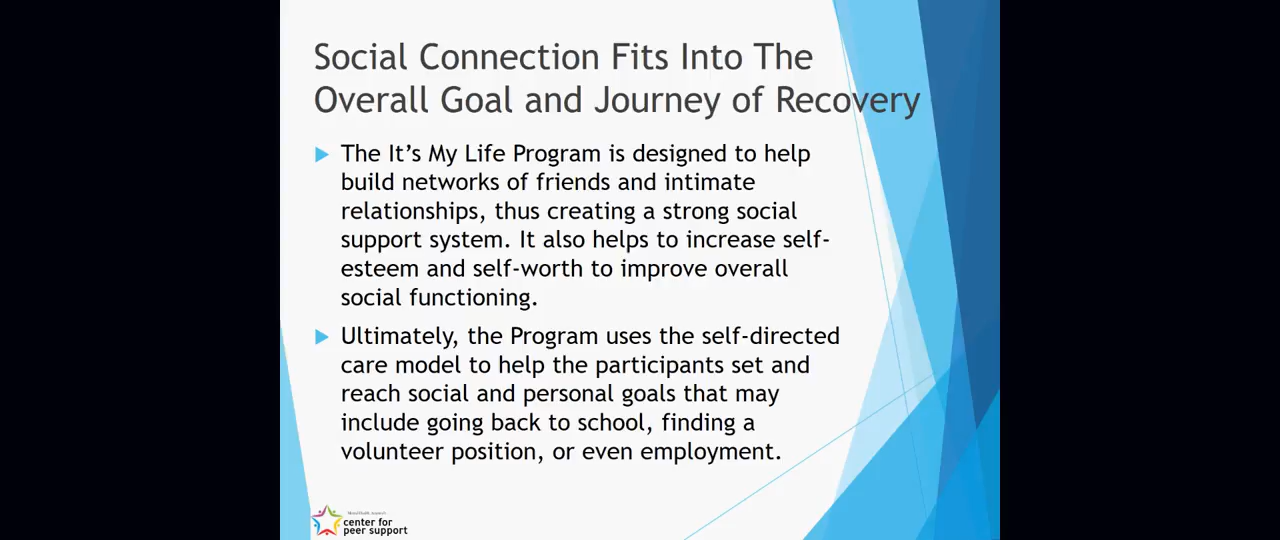 Social Connection Fits Into The
Overall Goal and Journey of Recovery
The It's My Life Program is designed to help
build networks of friends and intimate
relationships, thus creating a strong social
support system. It also helps to increase self-
esteem and self-worth to improve overall
social functioning.
Ultimately, the Program uses the self-directed
care model to help the participants set and
reach social and personal goals that may
include going back to school, finding a
volunteer position, or even employment.
center for
peer support